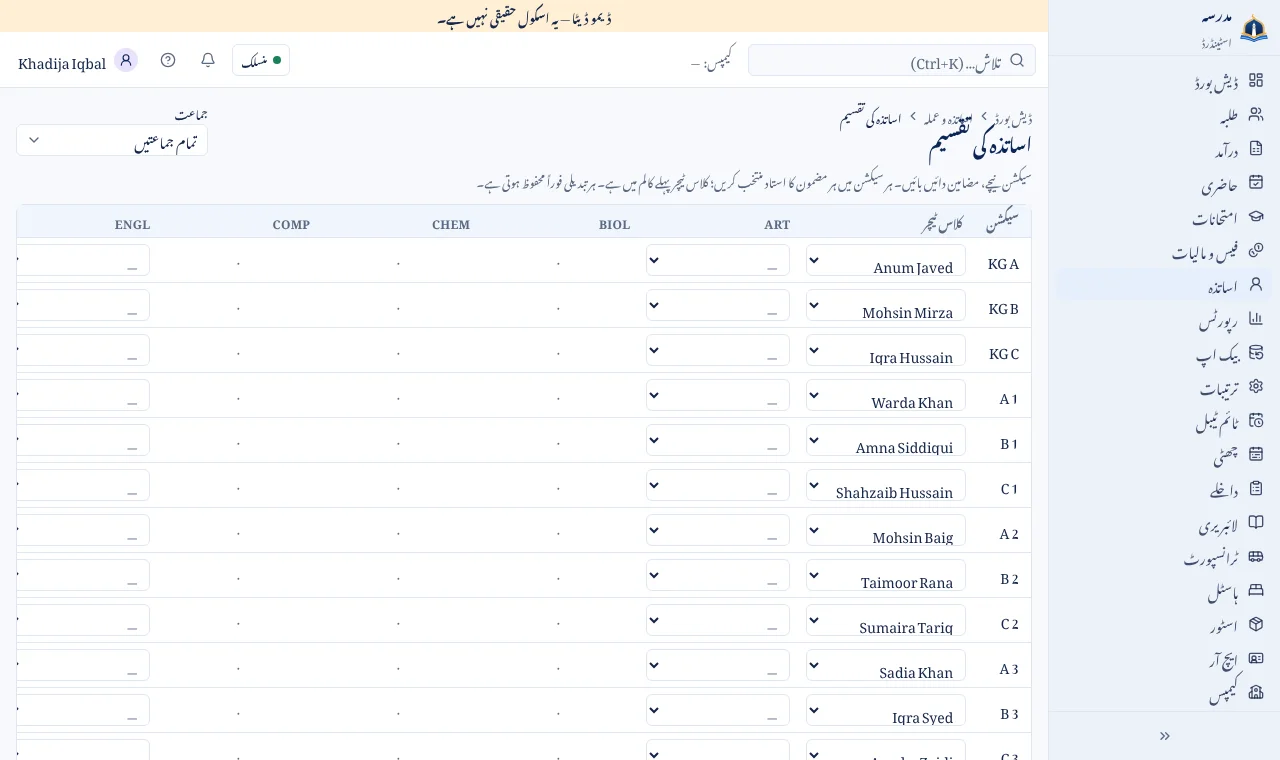 ڈیمو ڈیٹا — یہ اسکول حقیقی نہیں ہے۔
مدرسہ
اسٹینڈرڈ
ڈیش بورڈ
طلبہ
درآمد
حاضری
امتحانات
فیس و مالیات
اساتذہ
رپورٹس
بیک اپ
ترتیبات
ٹائم ٹیبل
چھٹی
داخلے
لائبریری
ٹرانسپورٹ
ہاسٹل
اسٹور
ایچ آر
کیمپس
تلاش... (Ctrl+K)
کیمپس: —
منسلک
Khadija Iqbal
ڈیش بورڈ اساتذہ و عملہ اساتذہ کی تقسیم
اساتذہ کی تقسیم
سیکشن نیچے، مضامین دائیں بائیں۔ ہر سیکشن میں ہر مضمون کا استاد منتخب کریں؛ کلاس ٹیچر پہلے کالم میں ہے۔ ہر تبدیلی فوراً محفوظ ہوتی ہے۔
جماعت
تمام جماعتیں
سیکشن کلاس ٹیچر ART BIOL CHEM COMP ENGL
KG A Anum Javed — · · · —
KG B Mohsin Mirza — · · · —
KG C Iqra Hussain — · · · —
1 A Warda Khan — · · · —
1 B Amna Siddiqui — · · · —
1 C Shahzaib Hussain — · · · —
2 A Mohsin Baig — · · · —
2 B Taimoor Rana — · · · —
2 C Sumaira Tariq — · · · —
3 A Sadia Khan — · · · —
3 B Iqra Syed — · · · —
3 C